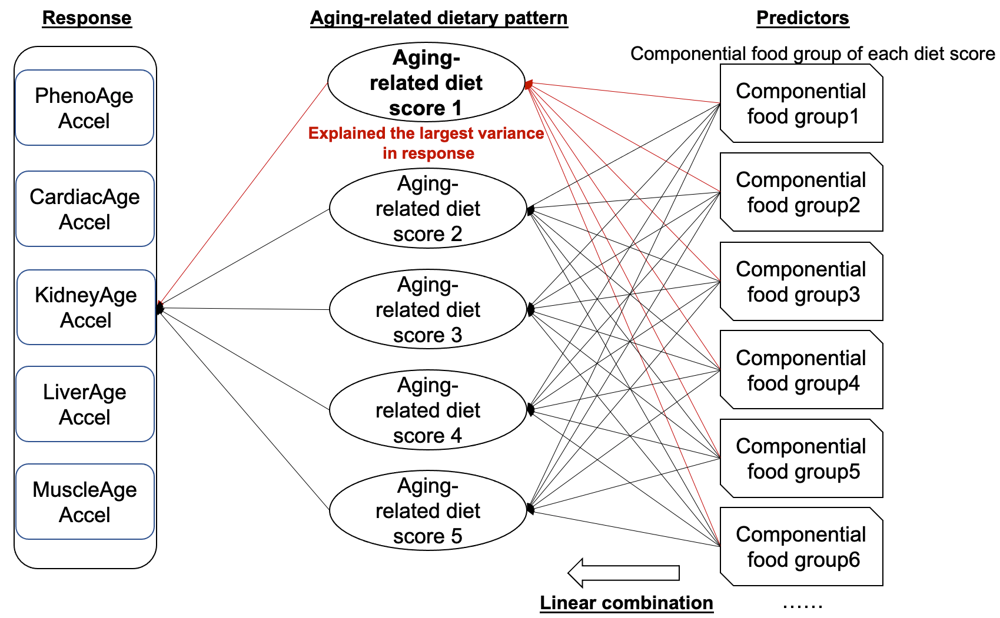 Response
Aging-related dietary pattern
Predictors
Componential food group of each diet score
PhenoAge
Accel
CardiacAge
Accel
KidneyAge
Accel
LiverAge
Accel
MuscleAge
Accel
Aging-
related diet
score 1
Explained the largest variance
in response
Aging-
related diet
score 2
Aging-
related diet
score 3
Aging-
related diet
score 4
Aging-
related diet
score 5
Componential
food group1
Componential
food group2
Componential
food group3
Componential
food group4
Componential
food group5
Componential
food group6
Linear combination
……